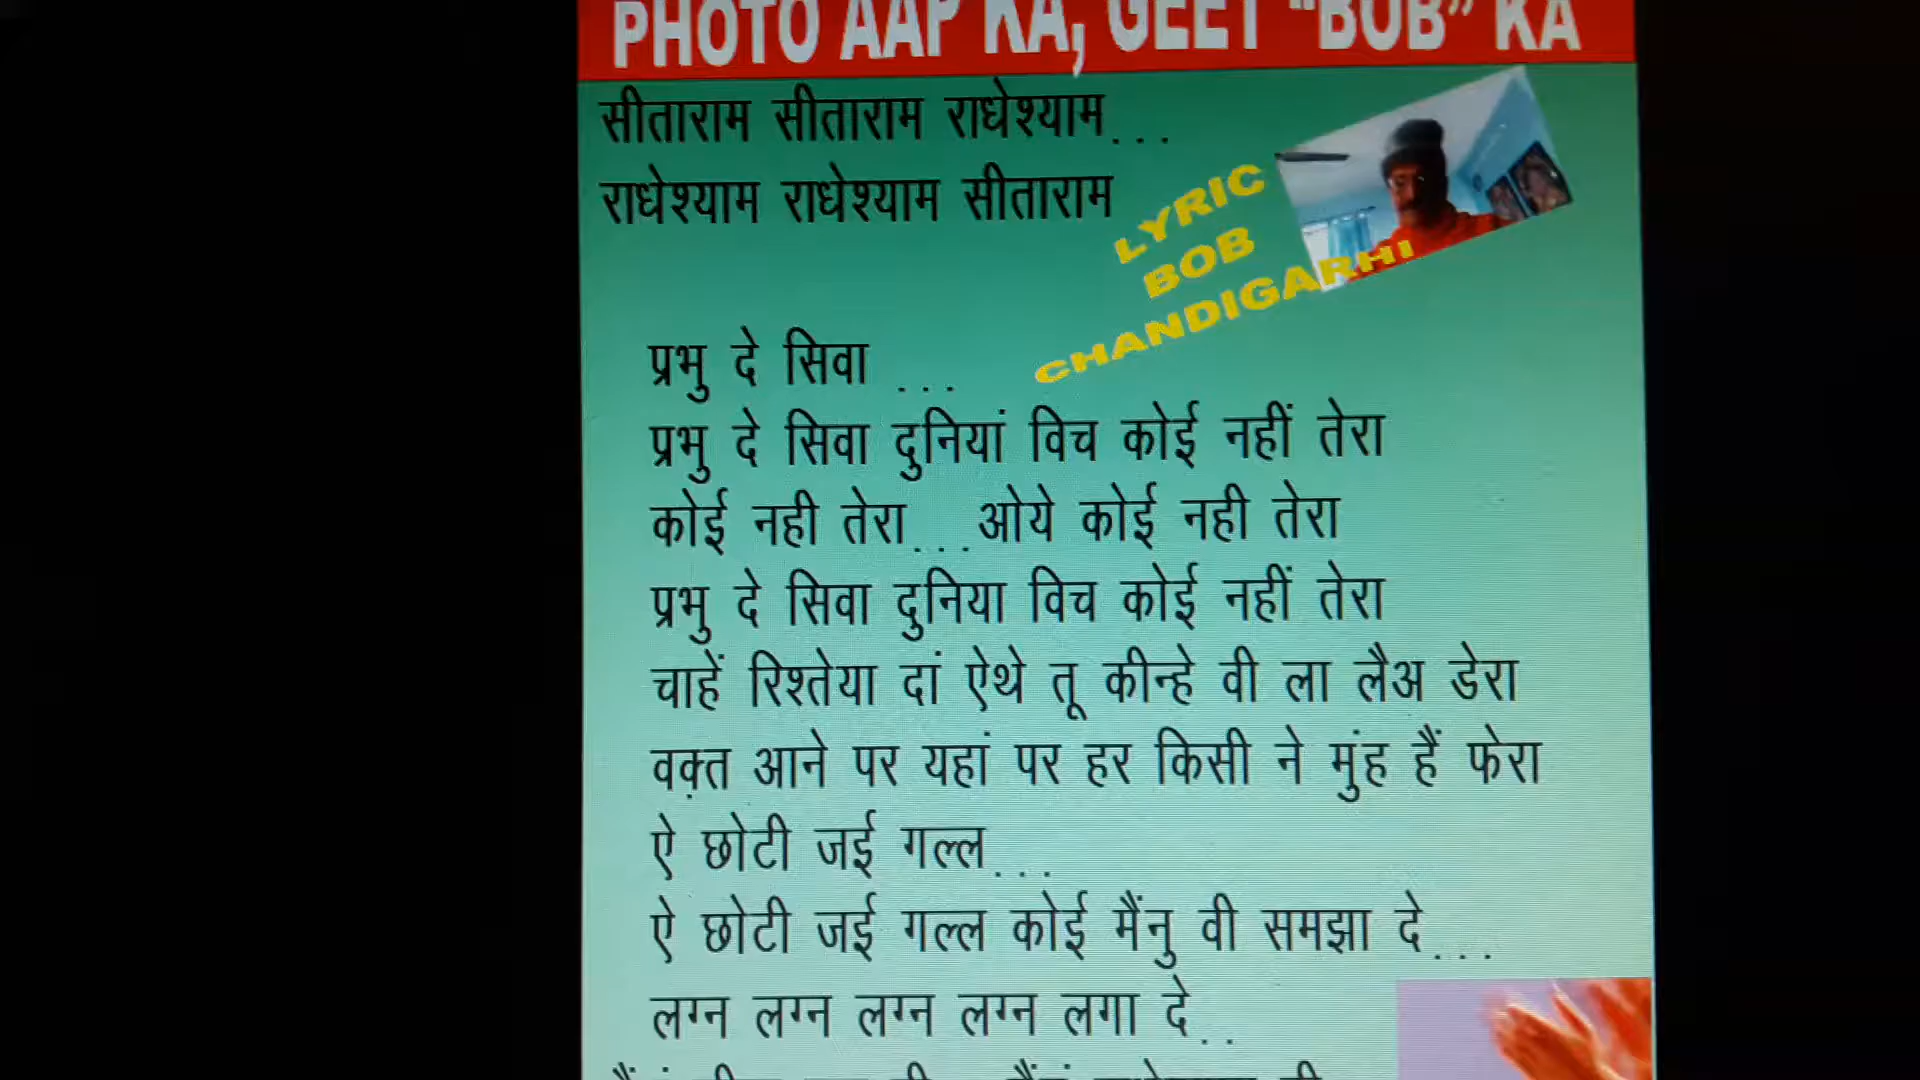 PHOTO AAP KA, GEET "BOB" KA
सीताराम सीताराम राधेश्याम...
राधेश्याम राधेश्याम सीताराम
LYRIC
BOB
CHANDIGARHI
प्रभु दे सिवा ...
प्रभु दे सिवा दुनियां विच कोई नहीं तेरा
कोई नही तेरा...ओये कोई नही तेरा
प्रभु दे सिवा दुनिया विच कोई नहीं तेरा
चाहें रिश्तेया दां ऐथे तू कीन्हे वी ला लैअ डेरा
वक़्त आने पर यहां पर हर किसी ने मुंह हैं फेरा
ऐ छोटी जई गल्ल...
ऐ छोटी जई गल्ल कोई मैंनु वी समझा दे...
लग्न लग्न लग्न लग्न लगा दे..